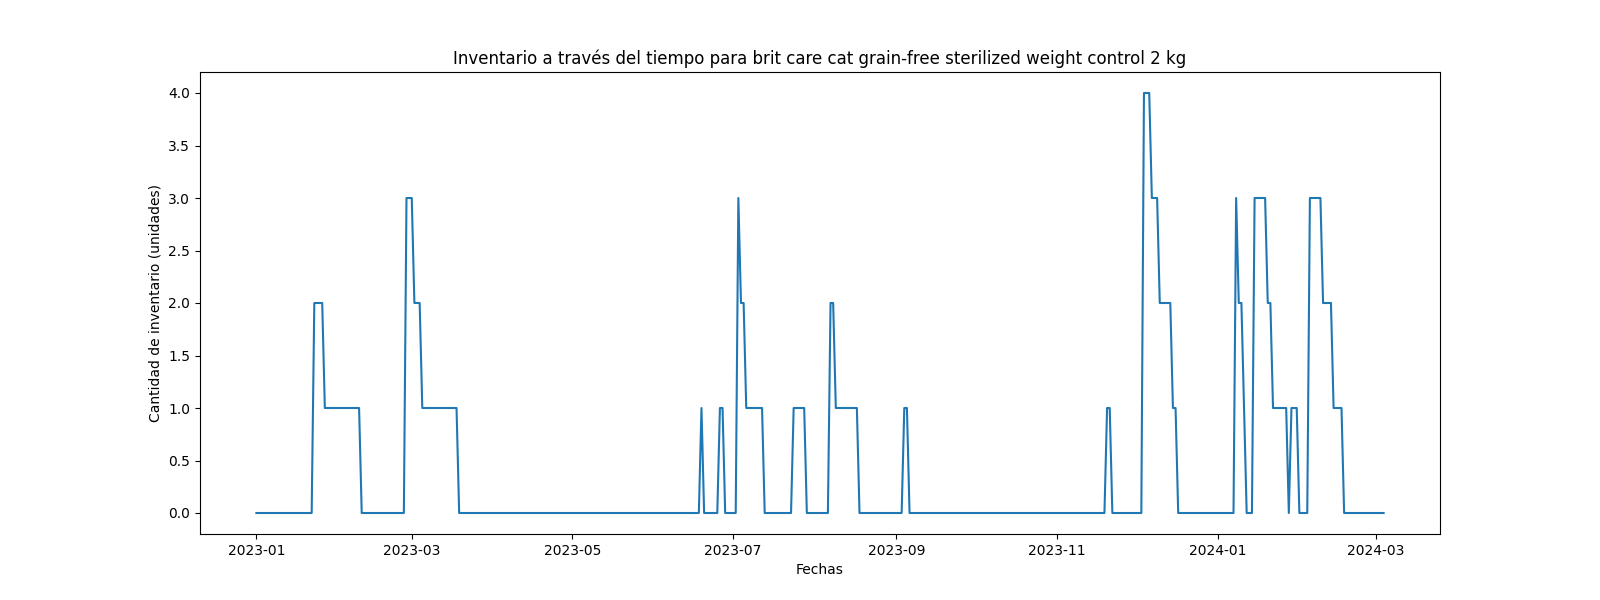 Inventario a través del tiempo para brit care cat grain-free sterilized weight control 2 kg
Cantidad de inventario (unidades)
4.0
3.5
3.0
2.5
2.0
1.5
1.0
0.5
0.0
2023-01 2023-03 2023-05 2023-07 2023-09 2023-11 2024-01 2024-03
Fechas